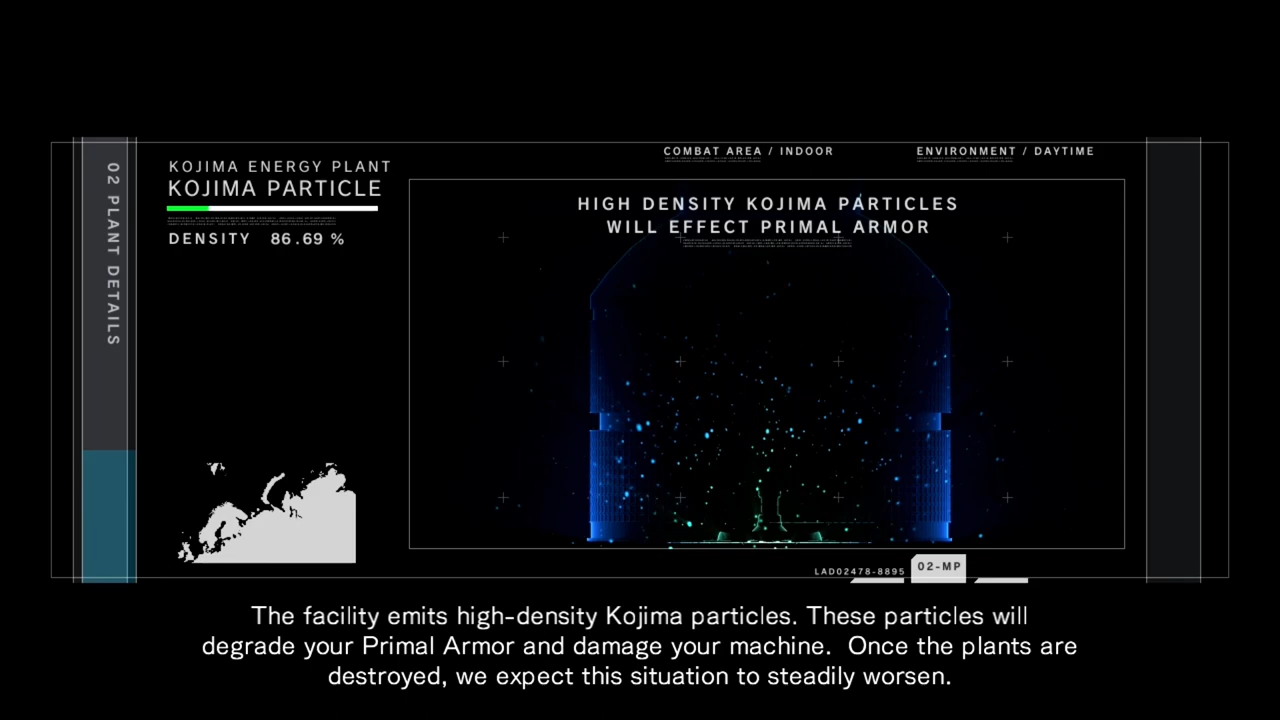 02 PLANT DETAILS
KOJIMA ENERGY PLANT
KOJIMA PARTICLE
DENSITY 86.69 %
COMBAT AREA / INDOOR
ENVIRONMENT / DAYTIME
HIGH DENSITY KOJIMA PARTICLES
WILL EFFECT PRIMAL ARMOR
LAD02478-8895
02-MP
The facility emits high-density Kojima particles. These particles will
degrade your Primal Armor and damage your machine. Once the plants are
destroyed, we expect this situation to steadily worsen.